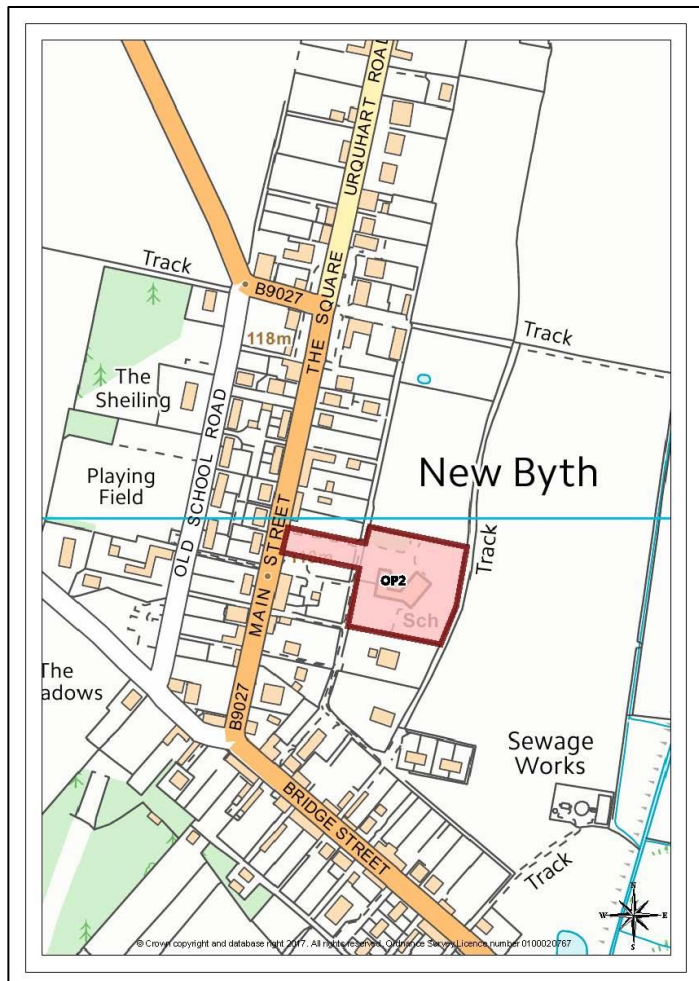 URQUHART ROAD
Track
B9027
THE SQUARE
118m
Track
The
Sheiling
OLD SCHOOL ROAD
Playing
Field
New Byth
MAIN STREET
OP2
Sch
Track
The
adows
B9027
Sewage
Works
BRIDGE STREET
Track
N
W
E
S
© Crown copyright and database right 2017. All rights reserved. Ordnance Survey Licence number 0100020767